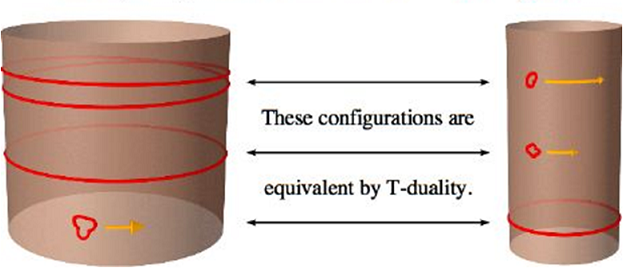 These configurations are
equivalent by T-duality.